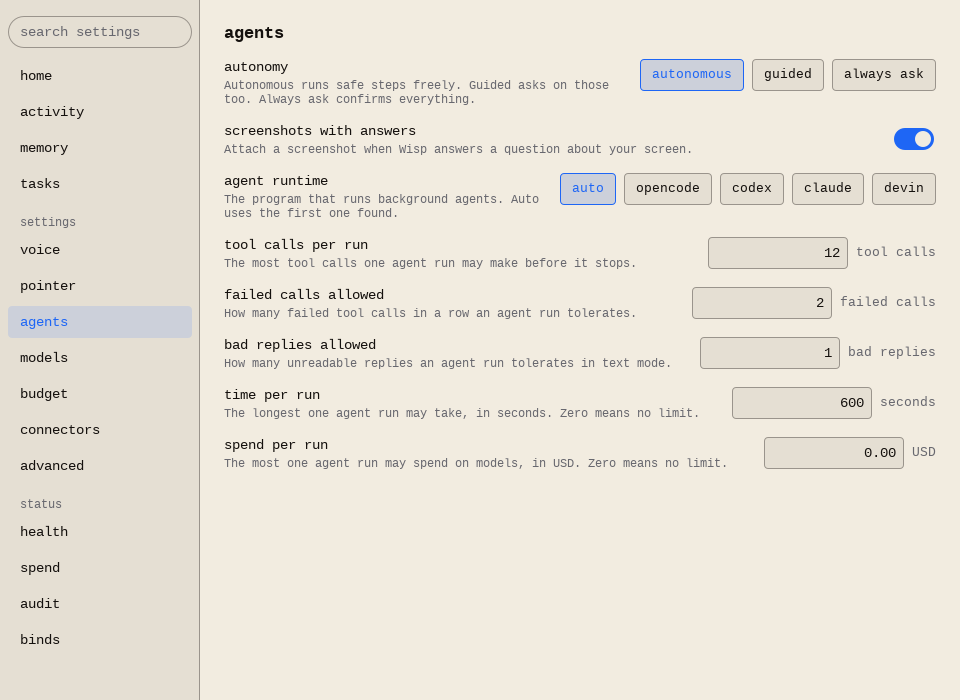 search settings
home
activity
memory
tasks
settings
voice
pointer
agents
models
budget
connectors
advanced
status
health
spend
audit
binds
agents
autonomy
Autonomous runs safe steps freely. Guided asks on those
too. Always ask confirms everything.
autonomous guided always ask
screenshots with answers
Attach a screenshot when Wisp answers a question about your screen.
agent runtime
The program that runs background agents. Auto
uses the first one found.
auto opencode codex claude devin
tool calls per run
The most tool calls one agent run may make before it stops.
12 tool calls
failed calls allowed
How many failed tool calls in a row an agent run tolerates.
2 failed calls
bad replies allowed
How many unreadable replies an agent run tolerates in text mode.
1 bad replies
time per run
The longest one agent run may take, in seconds. Zero means no limit.
600 seconds
spend per run
The most one agent run may spend on models, in USD. Zero means no limit.
0.00 USD